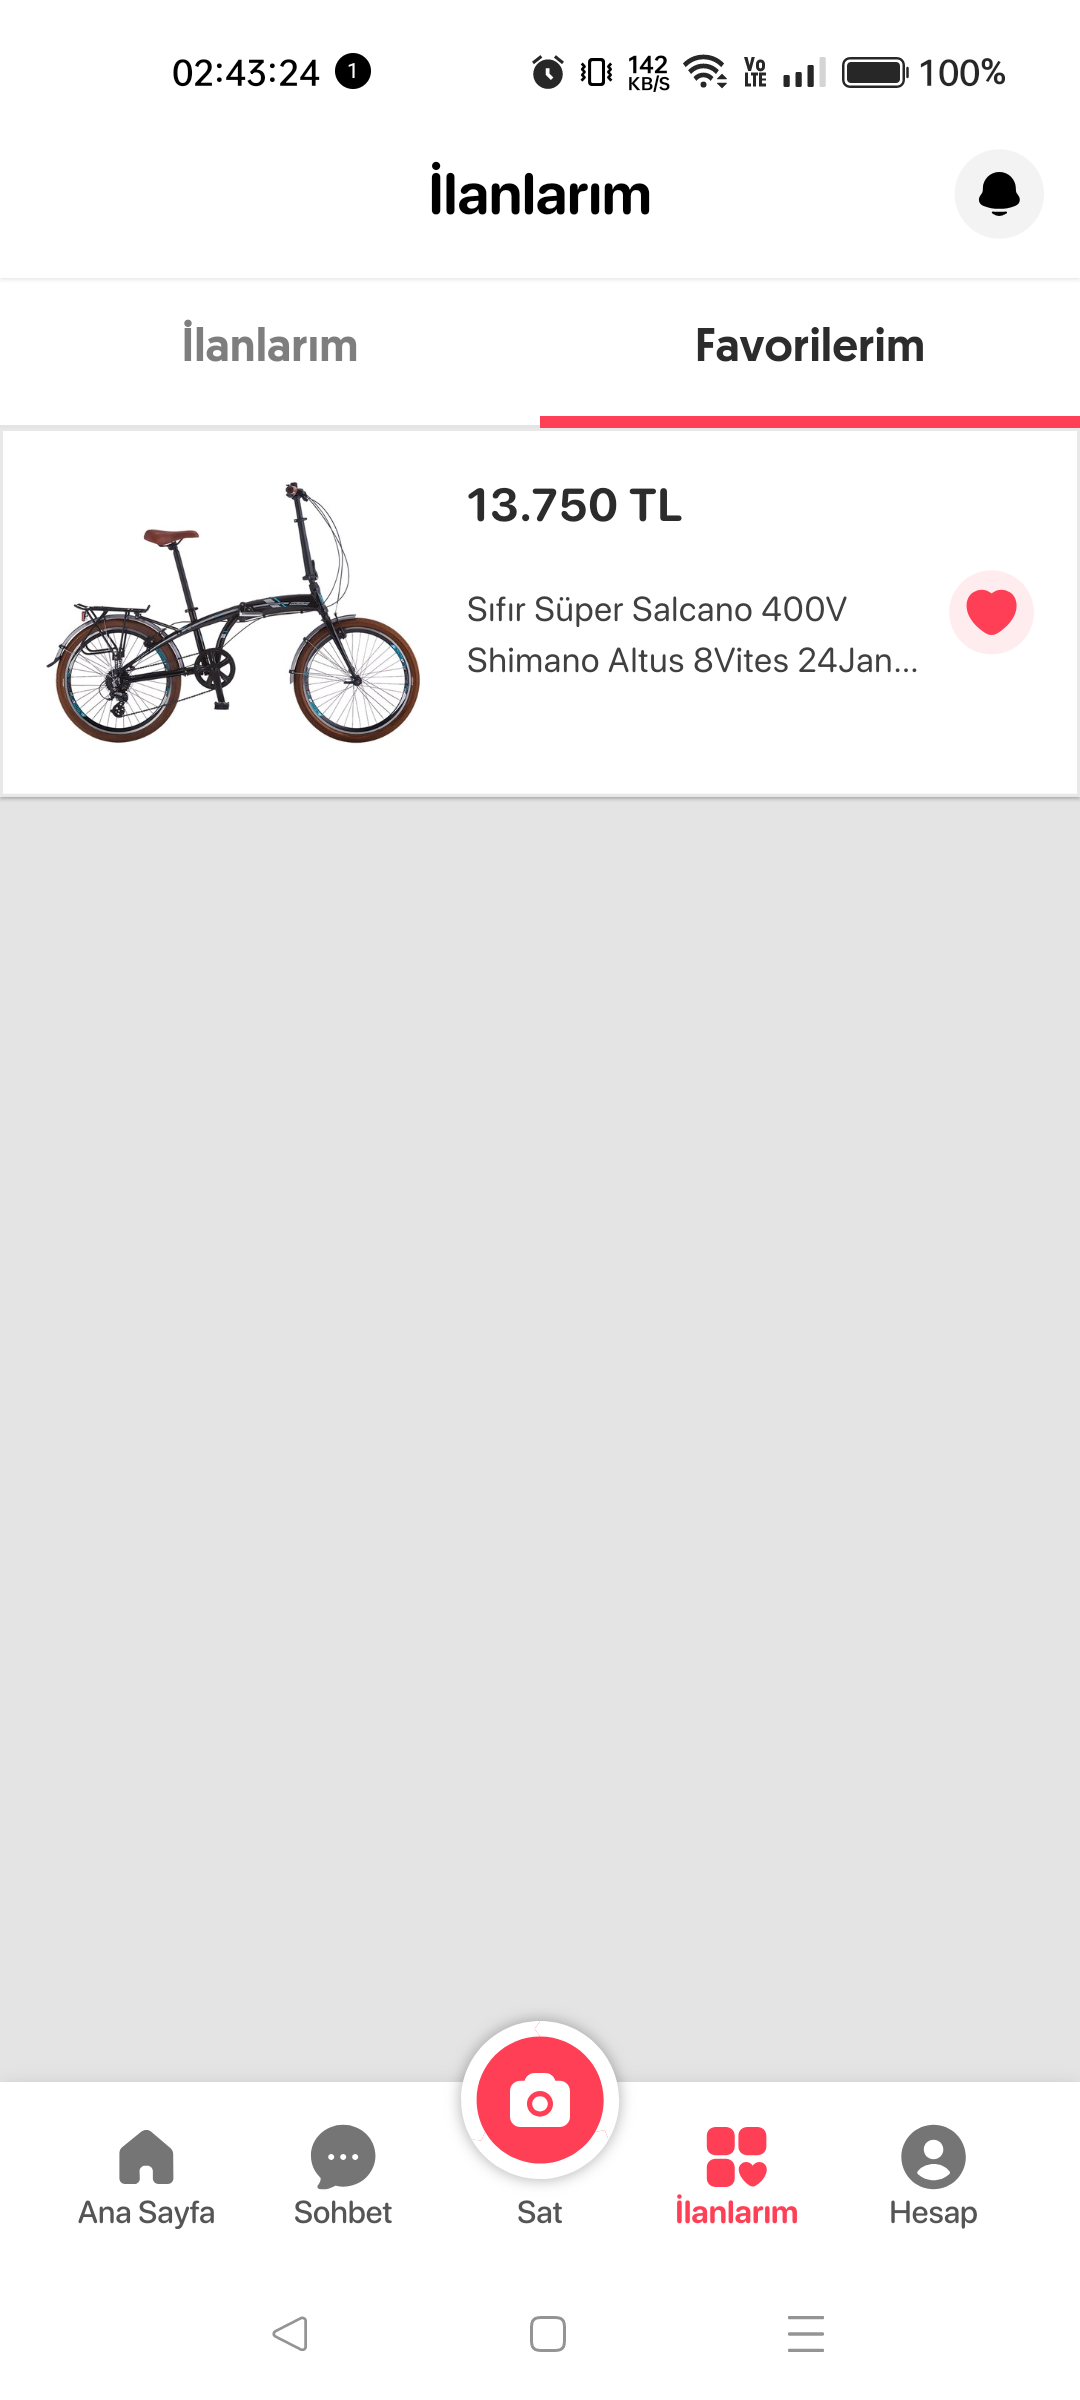 02:43:24 1 142 KB/S Vo LTE 100%
İlanlarım
İlanlarım Favorilerim
13.750 TL
Sıfır Süper Salcano 400V
Shimano Altus 8Vites 24Jan...
Ana Sayfa Sohbet Sat İlanlarım Hesap